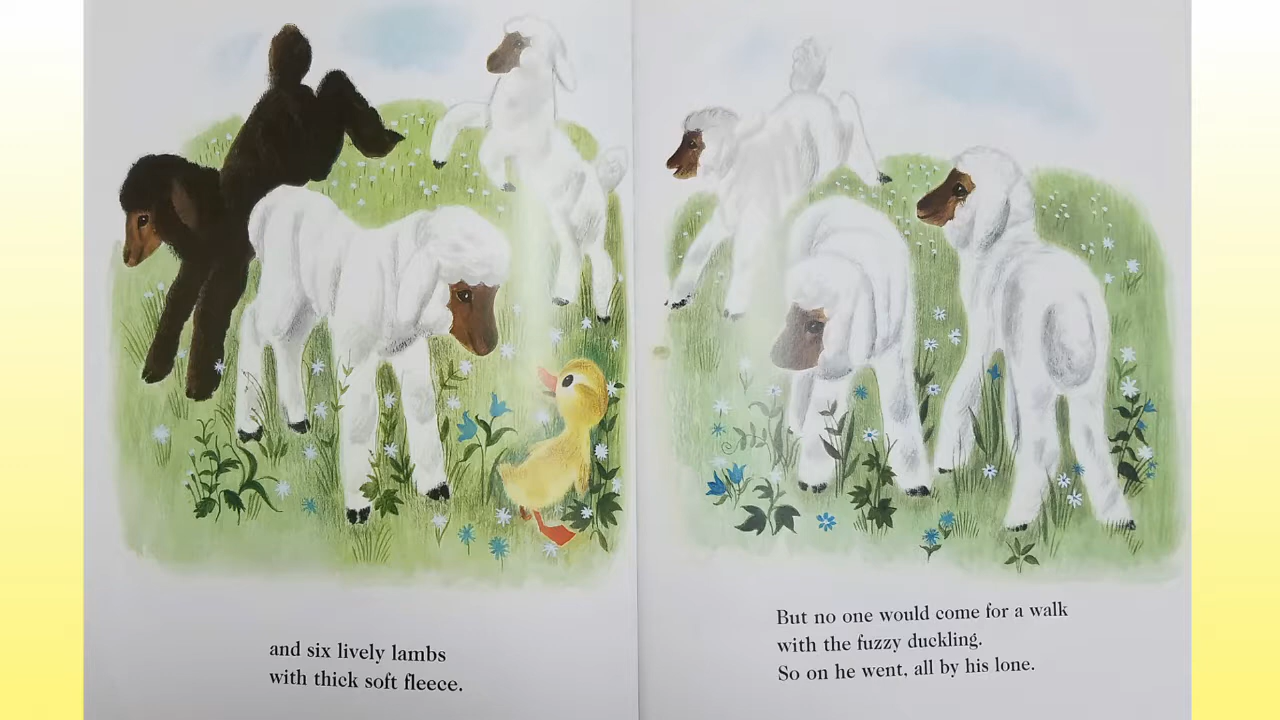 and six lively lambs
with thick soft fleece.
But no one would come for a walk
with the fuzzy duckling.
So on he went, all by his lone.